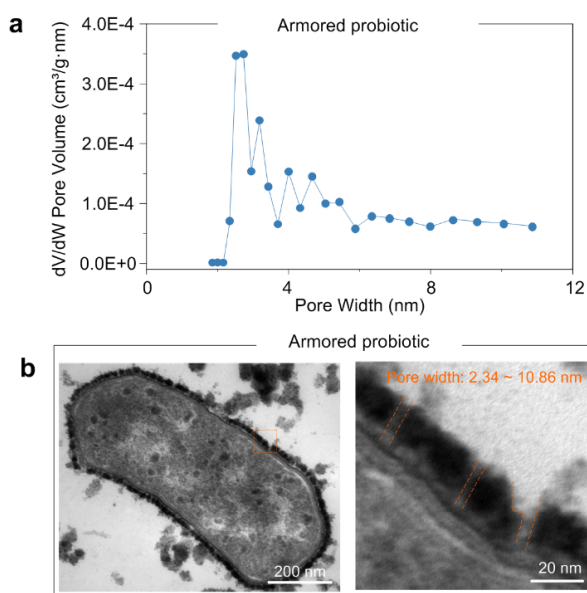 a
Armored probiotic
dV/dW Pore Volume (cm³/g·nm)
4.0E-4
3.0E-4
2.0E-4
1.0E-4
0.0E+0
0
4
8
12
Pore Width (nm)
Armored probiotic
b
200 nm
Pore width: 2.34 ~ 10.86 nm
20 nm